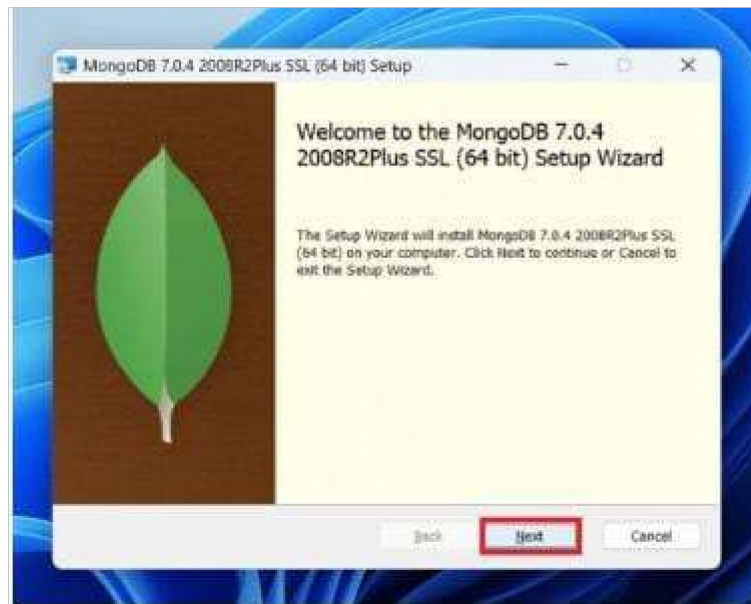 MongoDB 7.0.4 2008R2Plus SSL (64 bit) Setup
Welcome to the MongoDB 7.0.4
2008R2Plus SSL (64 bit) Setup Wizard
The Setup Wizard will install MongoDB 7.0.4 2008R2Plus SSL
(64 bit) on your computer. Click Next to continue or Cancel to
exit the Setup Wizard.
Back Next Cancel